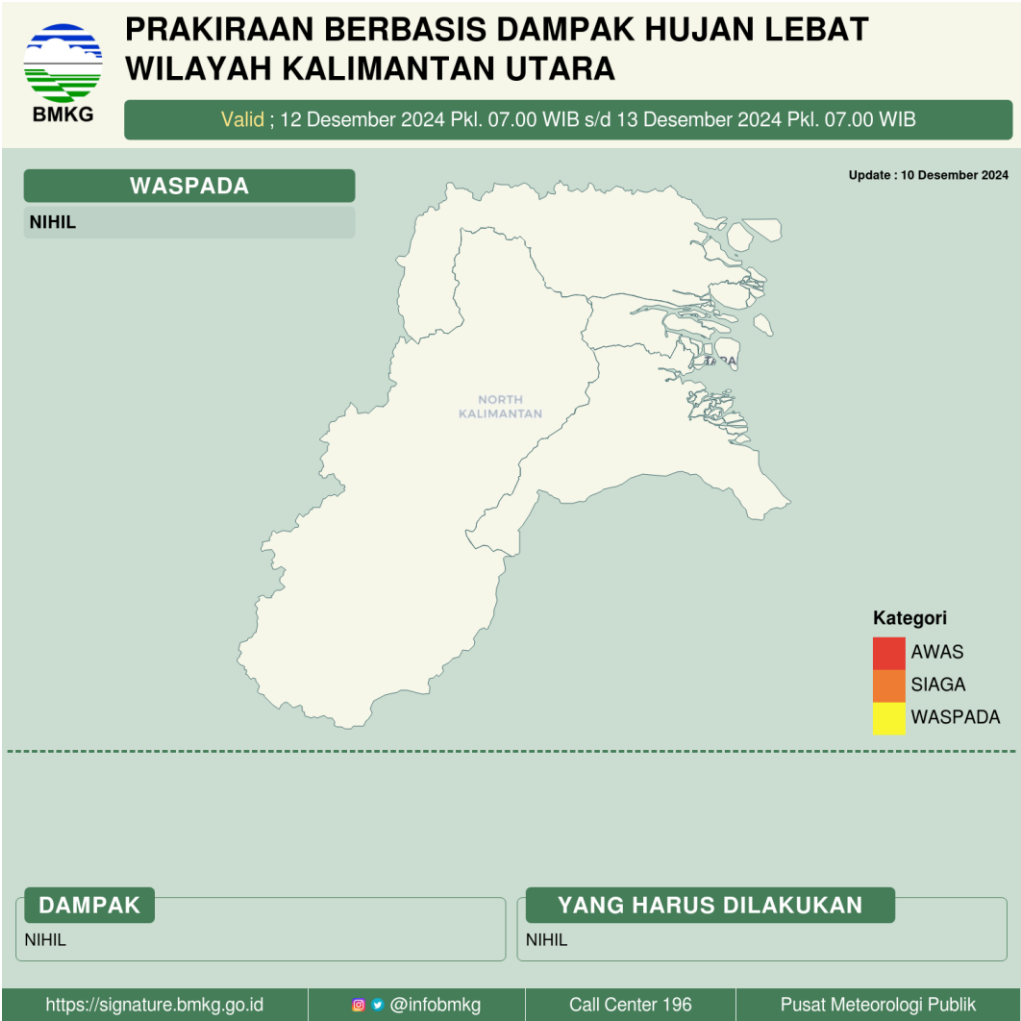 PRAKIRAAN BERBASIS DAMPAK HUJAN LEBAT
WILAYAH KALIMANTAN UTARA
BMKG
Valid ; 12 Desember 2024 Pkl. 07.00 WIB s/d 13 Desember 2024 Pkl. 07.00 WIB
WASPADA
NIHIL
Update : 10 Desember 2024
NORTH
KALIMANTAN
Kategori
AWAS
SIAGA
WASPADA
DAMPAK
NIHIL
YANG HARUS DILAKUKAN
NIHIL
https://signature.bmkg.go.id
@infobmkg
Call Center 196
Pusat Meteorologi Publik